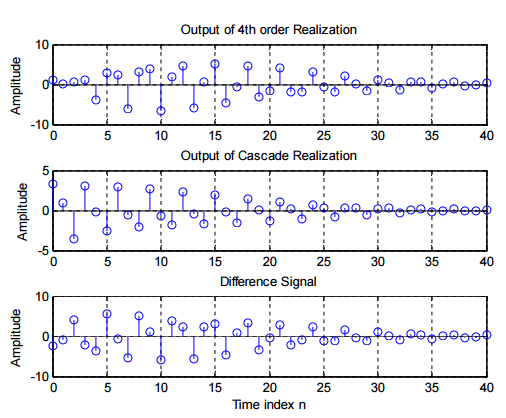 Output of 4th order Realization
10
0
-10
Amplitude
0 5 10 15 20 25 30 35 40
Output of Cascade Realization
5
0
-5
Amplitude
0 5 10 15 20 25 30 35 40
Difference Signal
10
0
-10
Amplitude
0 5 10 15 20 25 30 35 40
Time index n